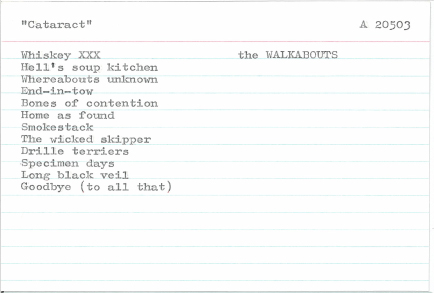 "Cataract" A 20503
Whiskey XXX the WALKABOUTS
Hell's soup kitchen
Whereabouts unknown
End-in-tow
Bones of contention
Home as found
Smokestack
The wicked skipper
Drille terriers
Specimen days
Long black veil
Goodbye (to all that)